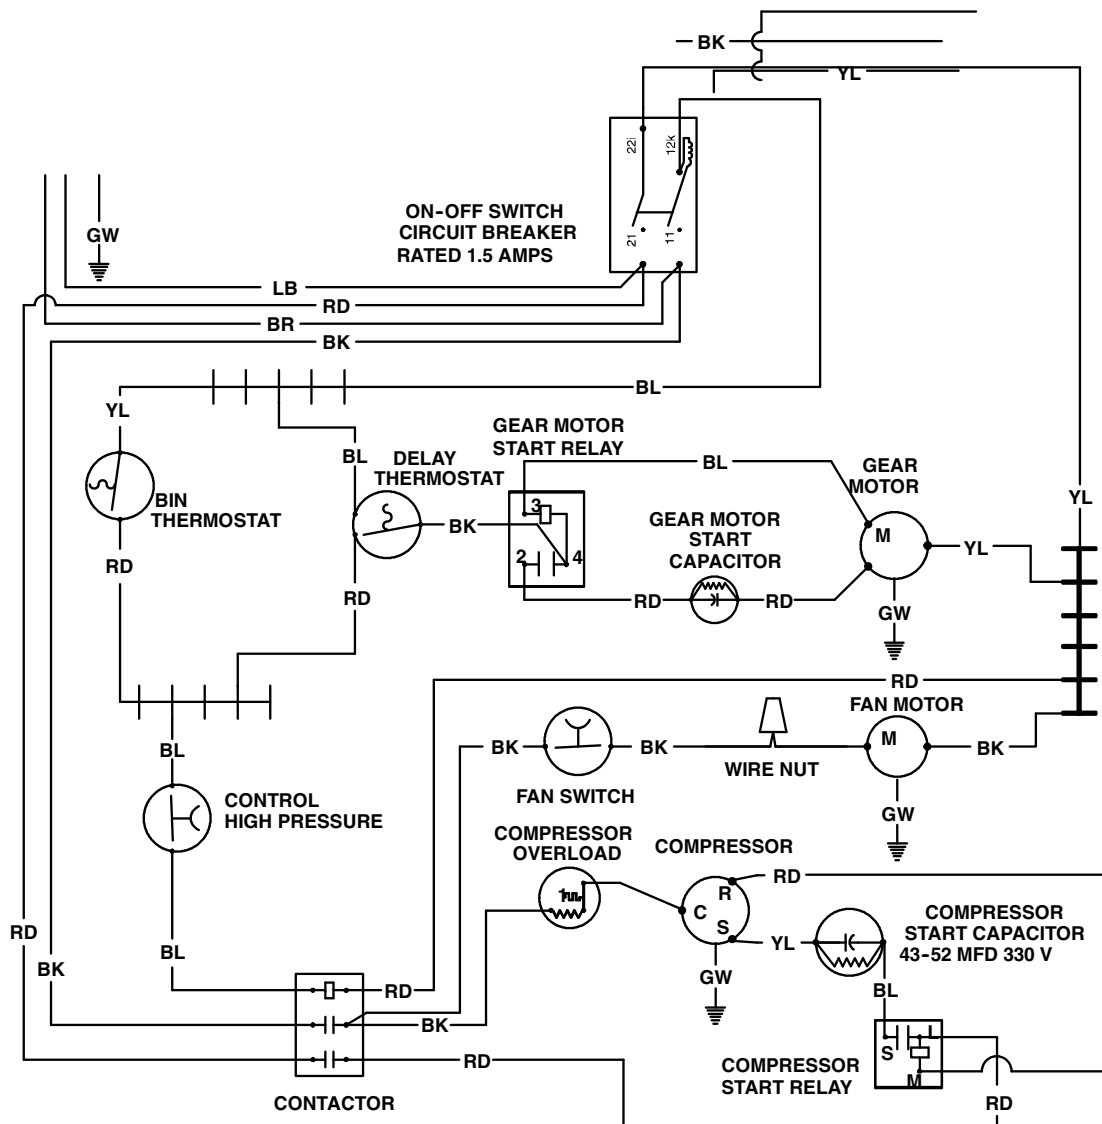 BK
YL
22i
12k
21
11
ON-OFF SWITCH
CIRCUIT BREAKER
RATED 1.5 AMPS
GW
LB
RD
BR
BK
BL
YL
GEAR MOTOR
START RELAY
BL
DELAY
THERMOSTAT
BL
GEAR
MOTOR
BIN
THERMOSTAT
3
BK
2
4
GEAR MOTOR
START
CAPACITOR
M
YL
YL
RD
RD
RD
RD
GW
RD
FAN MOTOR
BL
BK
BK
M
BK
WIRE NUT
FAN SWITCH
CONTROL
HIGH PRESSURE
GW
COMPRESSOR
OVERLOAD
COMPRESSOR
RD
R
C
S
COMPRESSOR
START CAPACITOR
43-52 MFD 330 V
YL
RD
BL
BK
GW
RD
BL
BK
RD
S
L
M
COMPRESSOR
START RELAY
CONTACTOR
RD